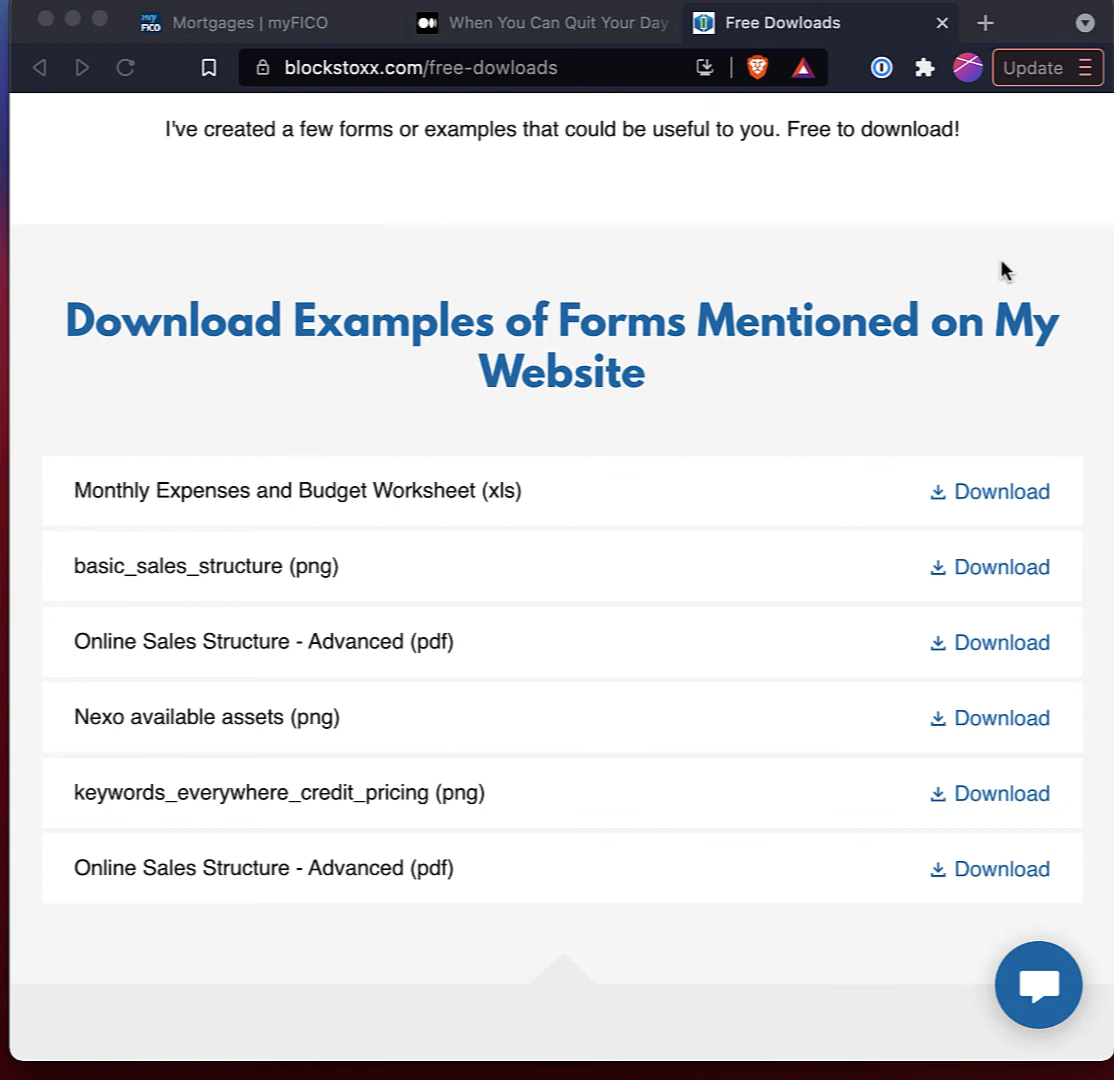 my FICO
Mortgages | myFICO
When You Can Quit Your Day
Free Dowloads
blockstoxx.com/free-dowloads
Update
I've created a few forms or examples that could be useful to you. Free to download!
Download Examples of Forms Mentioned on My
Website
Monthly Expenses and Budget Worksheet (xls)
Download
basic_sales_structure (png)
Download
Online Sales Structure - Advanced (pdf)
Download
Nexo available assets (png)
Download
keywords_everywhere_credit_pricing (png)
Download
Online Sales Structure - Advanced (pdf)
Download